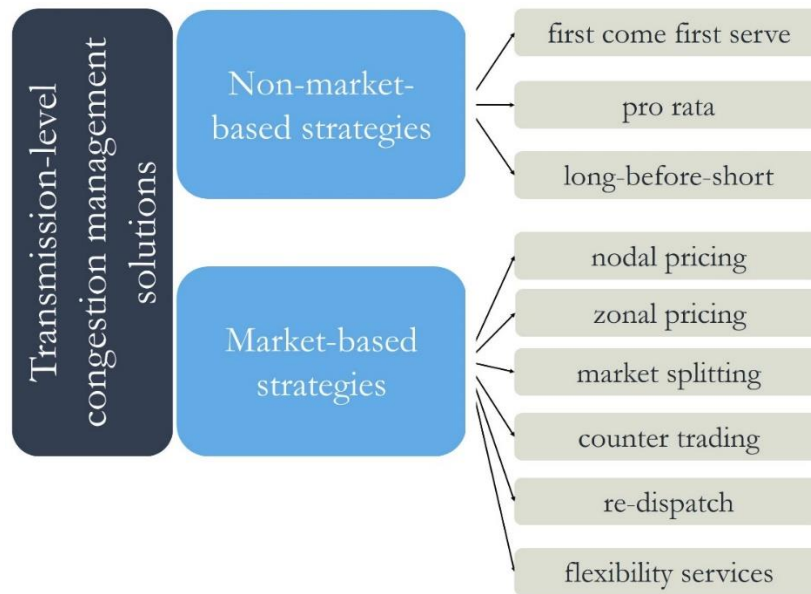 Transmission-level
congestion management
solutions
Non-market-
based strategies
first come first serve
pro rata
long-before-short
Market-based
strategies
nodal pricing
zonal pricing
market splitting
counter trading
re-dispatch
flexibility services